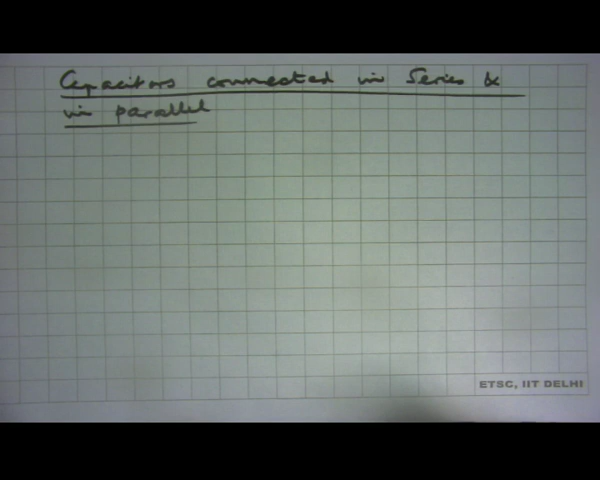 Capacitors connected in Series &
in parallel
ETSC, IIT DELHI